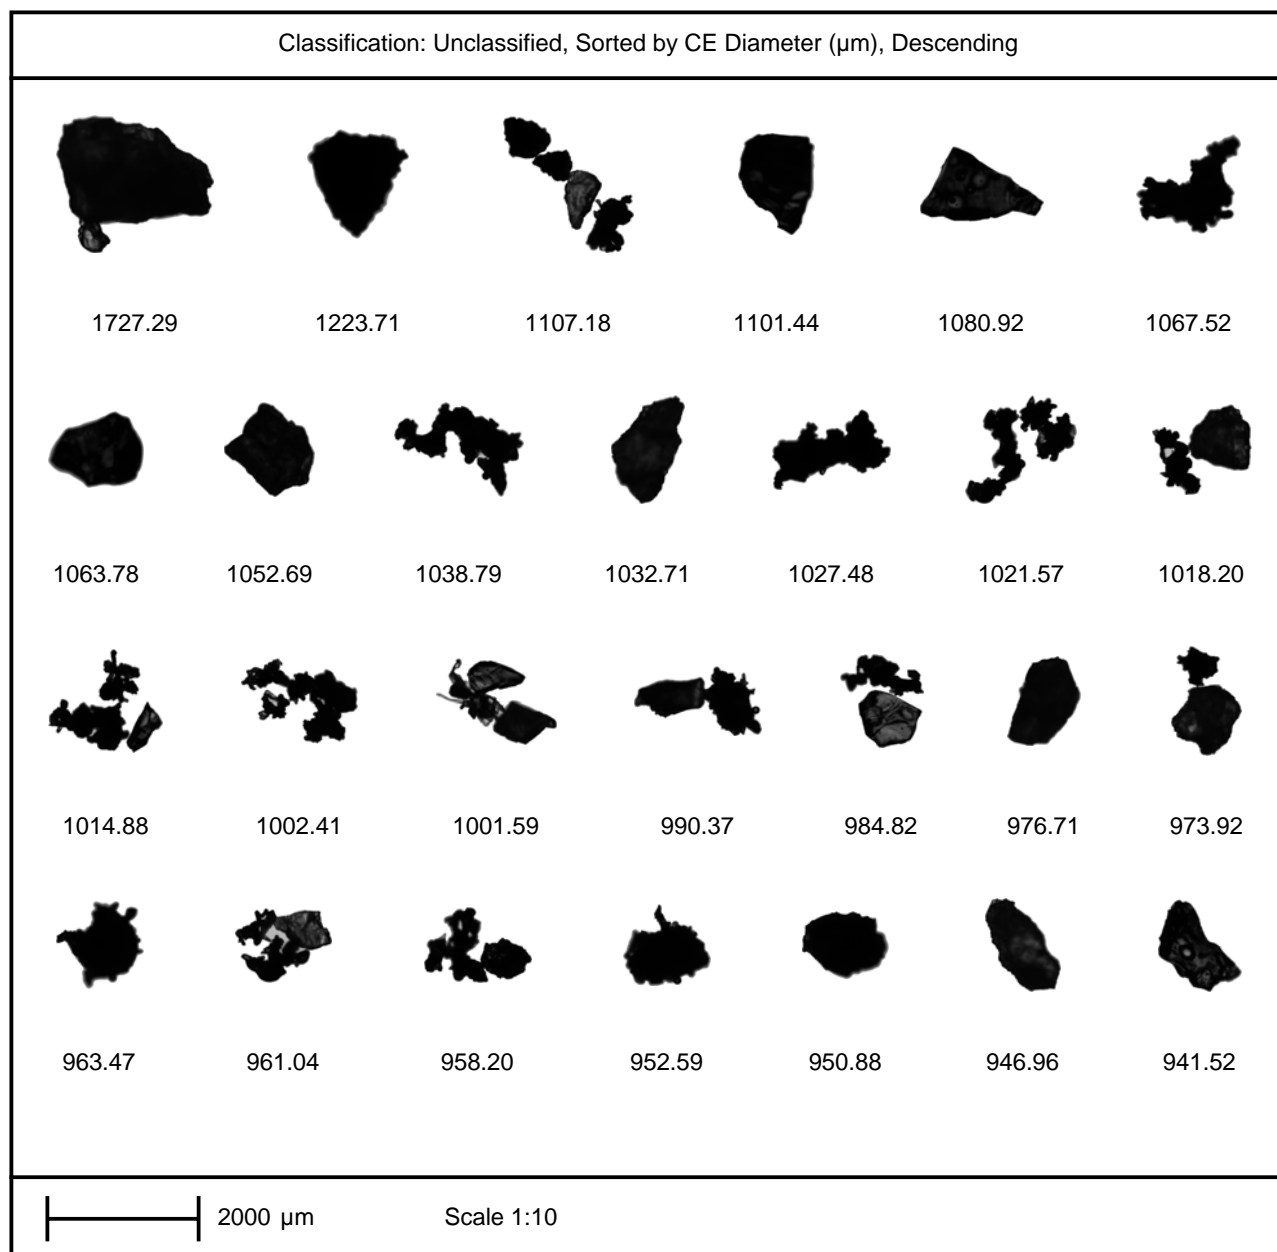 Classification: Unclassified, Sorted by CE Diameter (µm), Descending
1727.29 1223.71 1107.18 1101.44 1080.92 1067.52
1063.78 1052.69 1038.79 1032.71 1027.48 1021.57 1018.20
1014.88 1002.41 1001.59 990.37 984.82 976.71 973.92
963.47 961.04 958.20 952.59 950.88 946.96 941.52
2000 µm Scale 1:10